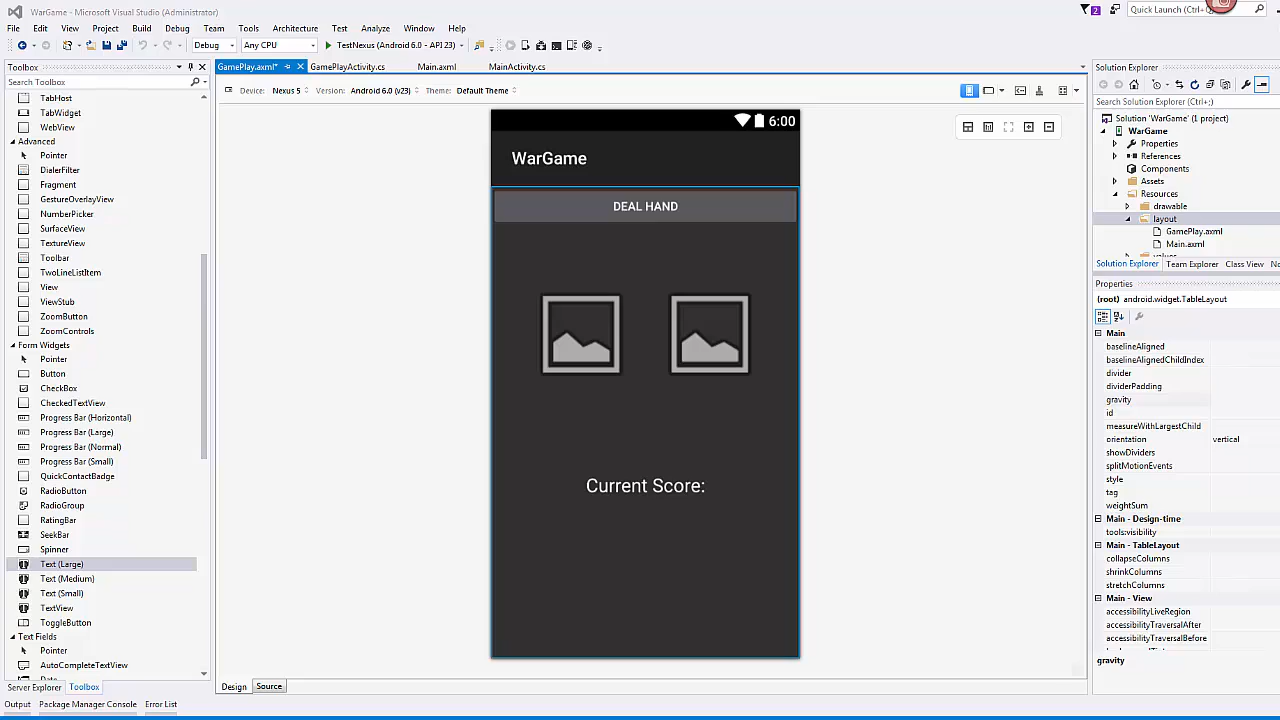 WarGame - Microsoft Visual Studio (Administrator)
2
Quick Launch (Ctrl+Q)
File Edit View Project Build Debug Team Tools Architecture Test Analyze Window Help
Debug Any CPU TestNexus (Android 6.0 - API 23)
Toolbox
Search Toolbox
TabHost
TabWidget
WebView
Advanced
Pointer
DialerFilter
Fragment
GestureOverlayView
NumberPicker
SurfaceView
TextureView
Toolbar
TwoLineListItem
View
ViewStub
ZoomButton
ZoomControls
Form Widgets
Pointer
Button
CheckBox
CheckedTextView
Progress Bar (Horizontal)
Progress Bar (Large)
Progress Bar (Normal)
Progress Bar (Small)
QuickContactBadge
RadioButton
RadioGroup
RatingBar
SeekBar
Spinner
Text (Large)
Text (Medium)
Text (Small)
TextView
ToggleButton
Text Fields
Pointer
AutoCompleteTextView
Server Explorer Toolbox
Output Package Manager Console Error List
GamePlay.axml* GamePlayActivity.cs Main.axml MainActivity.cs
Device: Nexus 5 Version: Android 6.0 (v23) Theme: Default Theme
6:00
WarGame
DEAL HAND
Current Score:
Design Source
Solution Explorer
Search Solution Explorer (Ctrl+;)
Solution 'WarGame' (1 project)
WarGame
Properties
References
Components
Assets
Resources
drawable
layout
GamePlay.axml
Main.axml
values
Solution Explorer Team Explorer Class View
Properties
(root) android.widget.TableLayout
Main
baselineAligned
baselineAlignedChildIndex
divider
dividerPadding
gravity
id
measureWithLargestChild
orientation vertical
showDividers
splitMotionEvents
style
tag
weightSum
Main - Design-time
tools:visibility
Main - TableLayout
collapseColumns
shrinkColumns
stretchColumns
Main - View
accessibilityLiveRegion
accessibilityTraversalAfter
accessibilityTraversalBefore
gravity